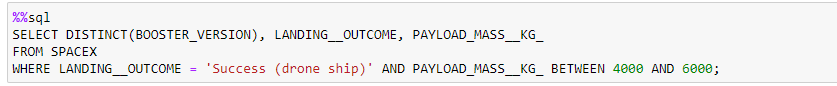 %%sql
SELECT DISTINCT(BOOSTER_VERSION), LANDING__OUTCOME, PAYLOAD_MASS__KG_
FROM SPACEX
WHERE LANDING__OUTCOME = 'Success (drone ship)' AND PAYLOAD_MASS__KG_ BETWEEN 4000 AND 6000;